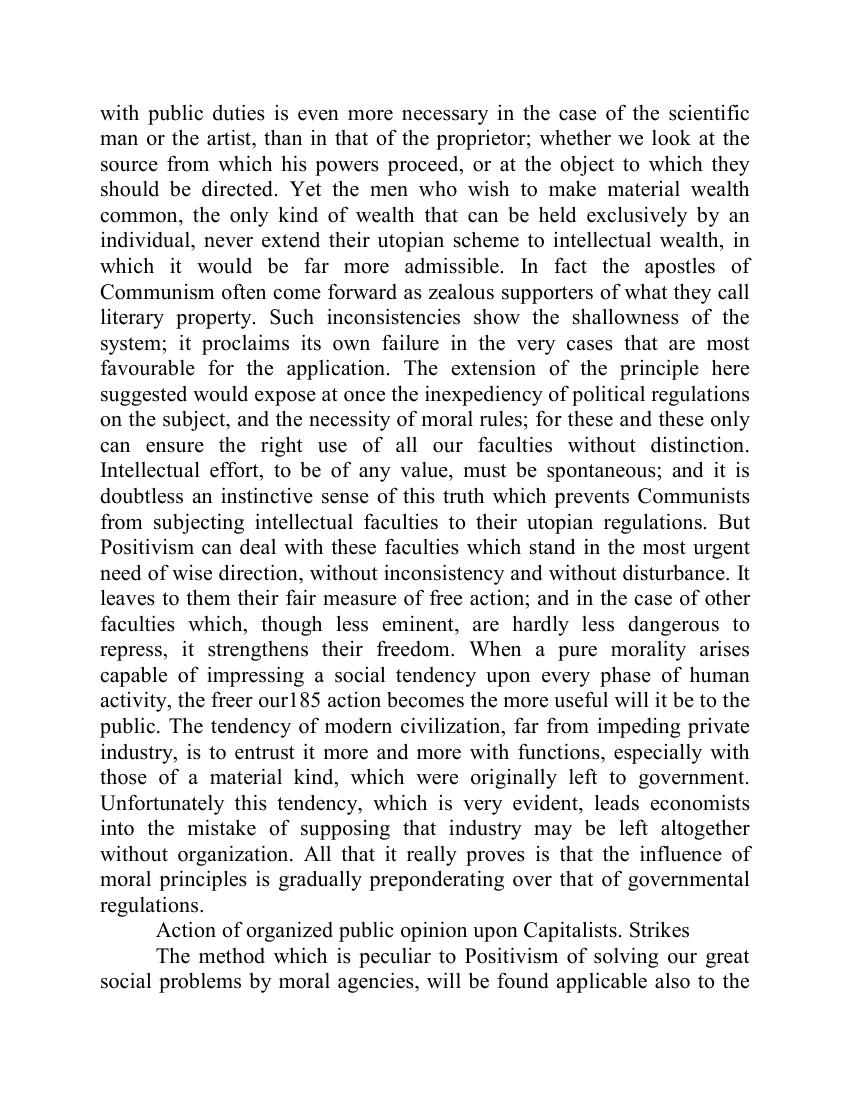 with public duties is even more necessary in the case of the scientific
man or the artist, than in that of the proprietor; whether we look at the
source from which his powers proceed, or at the object to which they
should be directed. Yet the men who wish to make material wealth
common, the only kind of wealth that can be held exclusively by an
individual, never extend their utopian scheme to intellectual wealth, in
which it would be far more admissible. In fact the apostles of
Communism often come forward as zealous supporters of what they call
literary property. Such inconsistencies show the shallowness of the
system; it proclaims its own failure in the very cases that are most
favourable for the application. The extension of the principle here
suggested would expose at once the inexpediency of political regulations
on the subject, and the necessity of moral rules; for these and these only
can ensure the right use of all our faculties without distinction.
Intellectual effort, to be of any value, must be spontaneous; and it is
doubtless an instinctive sense of this truth which prevents Communists
from subjecting intellectual faculties to their utopian regulations. But
Positivism can deal with these faculties which stand in the most urgent
need of wise direction, without inconsistency and without disturbance. It
leaves to them their fair measure of free action; and in the case of other
faculties which, though less eminent, are hardly less dangerous to
repress, it strengthens their freedom. When a pure morality arises
capable of impressing a social tendency upon every phase of human
activity, the freer our185 action becomes the more useful will it be to the
public. The tendency of modern civilization, far from impeding private
industry, is to entrust it more and more with functions, especially with
those of a material kind, which were originally left to government.
Unfortunately this tendency, which is very evident, leads economists
into the mistake of supposing that industry may be left altogether
without organization. All that it really proves is that the influence of
moral principles is gradually preponderating over that of governmental
regulations.
Action of organized public opinion upon Capitalists. Strikes
The method which is peculiar to Positivism of solving our great
social problems by moral agencies, will be found applicable also to the